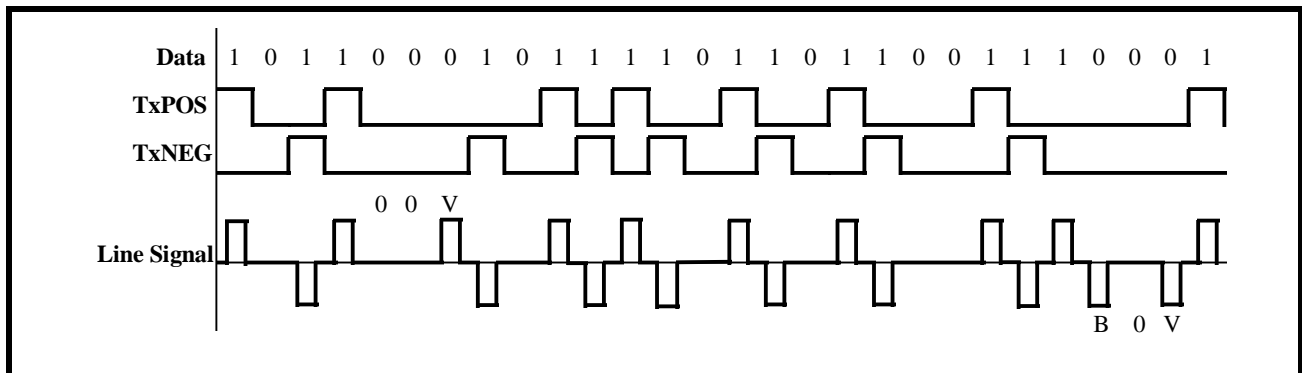 Data 1 0 1 1 0 0 0 1 0 1 1 1 1 0 1 1 0 1 1 0 0 1 1 1 0 0 0 1
TxPOS
TxNEG
0 0 V
Line Signal
B 0 V